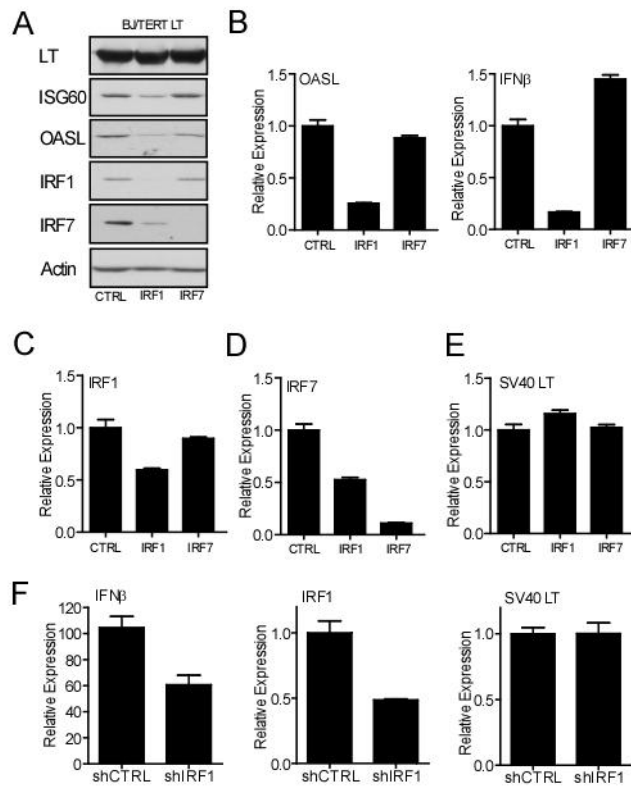 A
BJ/TERT LT
LT
ISG60
OASL
IRF1
IRF7
Actin
CTRL IRF1 IRF7
B
OASL
Relative Expression
1.5
1.0
0.5
0.0
CTRL IRF1 IRF7
IFNβ
Relative Expression
1.5
1.0
0.5
0.0
CTRL IRF1 IRF7
C
IRF1
Relative Expression
1.5
1.0
0.5
0.0
CTRL IRF1 IRF7
D
IRF7
Relative Expression
1.5
1.0
0.5
0.0
CTRL IRF1 IRF7
E
SV40 LT
Relative Expression
1.5
1.0
0.5
0.0
CTRL IRF1 IRF7
F
IFNβ
Relative Expression
120
100
80
60
40
20
0
shCTRL shIRF1
IRF1
Relative Expression
1.0
0.5
0.0
shCTRL shIRF1
SV40 LT
Relative Expression
1.0
0.5
0.0
shCTRL shIRF1